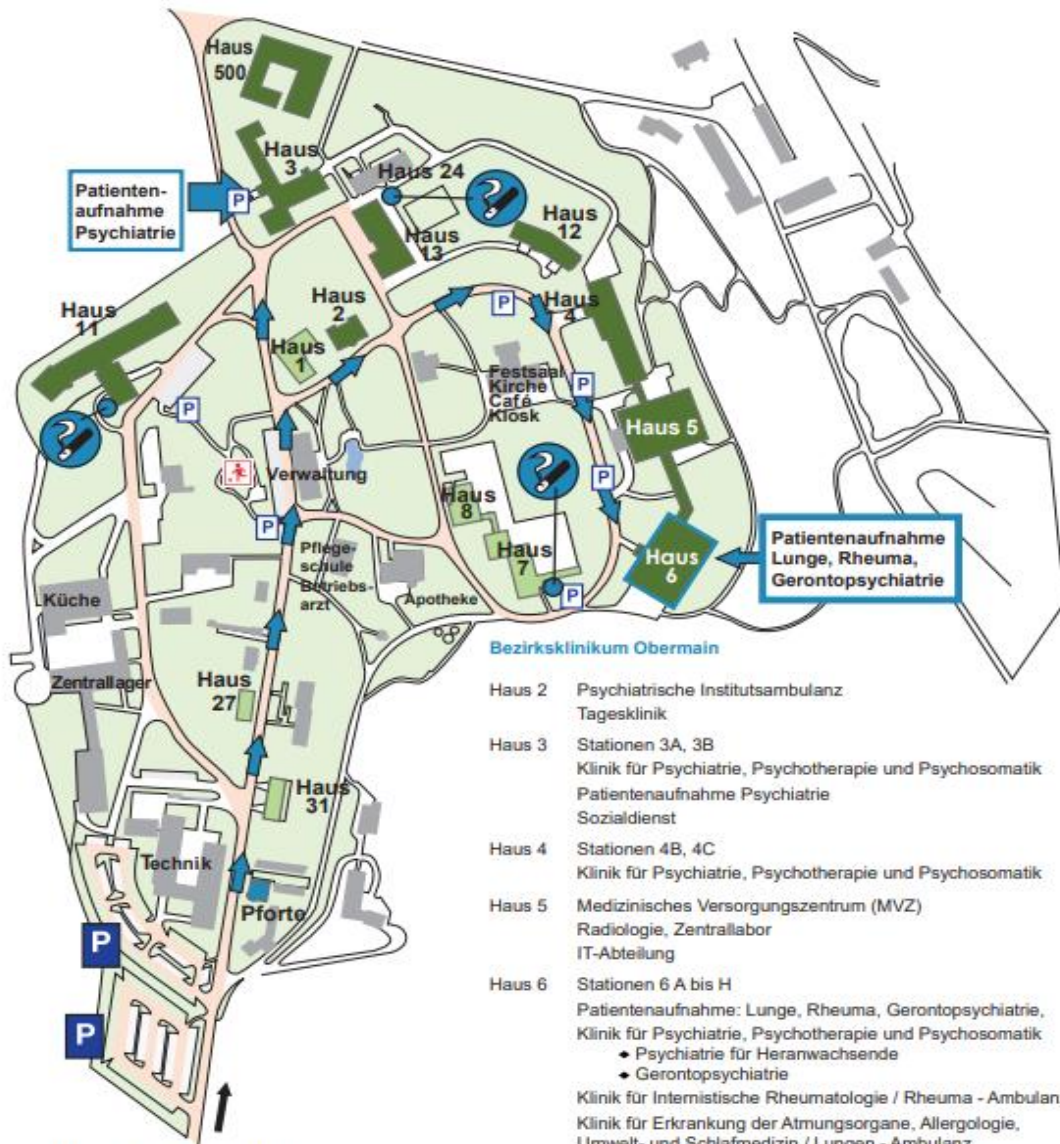 Haus
500
Haus
3
Haus 24
Patienten-
aufnahme
Psychiatrie
P
Haus
12
Haus
13
Haus
2
Haus
11
Haus
1
P
Haus
4
Festsaal
Kirche
Café
Kiosk
P
P
Haus 5
Verwaltung
P
P
Haus
8
Haus
7
Haus
6
Patientenaufnahme
Lunge, Rheuma,
Gerontopsychiatrie
Pflege-
schule
Betriebs-
arzt
Apotheke
P
Küche
Zentrallager
Haus
27
Haus
31
Technik
Pforte
P
P
Bezirksklinikum Obermain
Haus 2 Psychiatrische Institutsambulanz
Tagesklinik
Haus 3 Stationen 3A, 3B
Klinik für Psychiatrie, Psychotherapie und Psychosomatik
Patientenaufnahme Psychiatrie
Sozialdienst
Haus 4 Stationen 4B, 4C
Klinik für Psychiatrie, Psychotherapie und Psychosomatik
Haus 5 Medizinisches Versorgungszentrum (MVZ)
Radiologie, Zentrallabor
IT-Abteilung
Haus 6 Stationen 6 A bis H
Patientenaufnahme: Lunge, Rheuma, Gerontopsychiatrie,
Klinik für Psychiatrie, Psychotherapie und Psychosomatik
Psychiatrie für Heranwachsende
Gerontopsychiatrie
Klinik für Internistische Rheumatologie / Rheuma - Ambulan
Klinik für Erkrankung der Atmungsorgane, Allergologie,
Umwelt- und Schlafmedizin / Lungen - Ambulanz